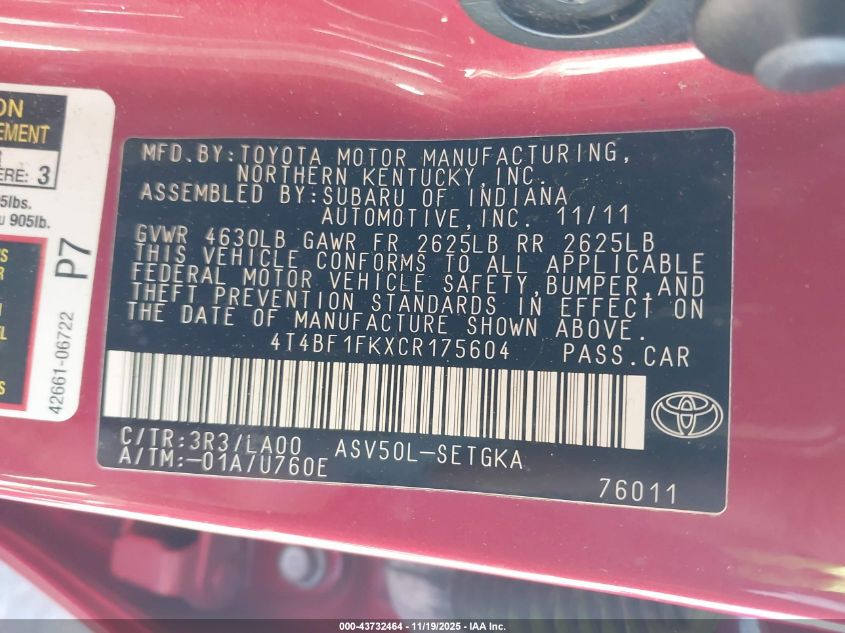 ON
EMENT
ERE: 3
5lbs.
905lb.
P7
42661-06722
MFD.BY:TOYOTA MOTOR MANUFACTURING,
NORTHERN KENTUCKY,INC.
ASSEMBLED BY:SUBARU OF INDIANA
AUTOMOTIVE,INC. 11/11
GVWR 4630LB GAWR FR 2625LB RR 2625LB
THIS VEHICLE CONFORMS TO ALL APPLICABLE
FEDERAL MOTOR VEHICLE SAFETY,BUMPER,AND
THEFT PREVENTION STANDARDS IN EFFECT ON
THE DATE OF MANUFACTURE SHOWN ABOVE.
4T4BF1FKXCR175604 PASS.CAR
C/TR:3R3/LA00 ASV50L-SETGKA
A/TM:-01A/U760E
76011
000-43732464 - 11/19/2025 - IAA Inc.